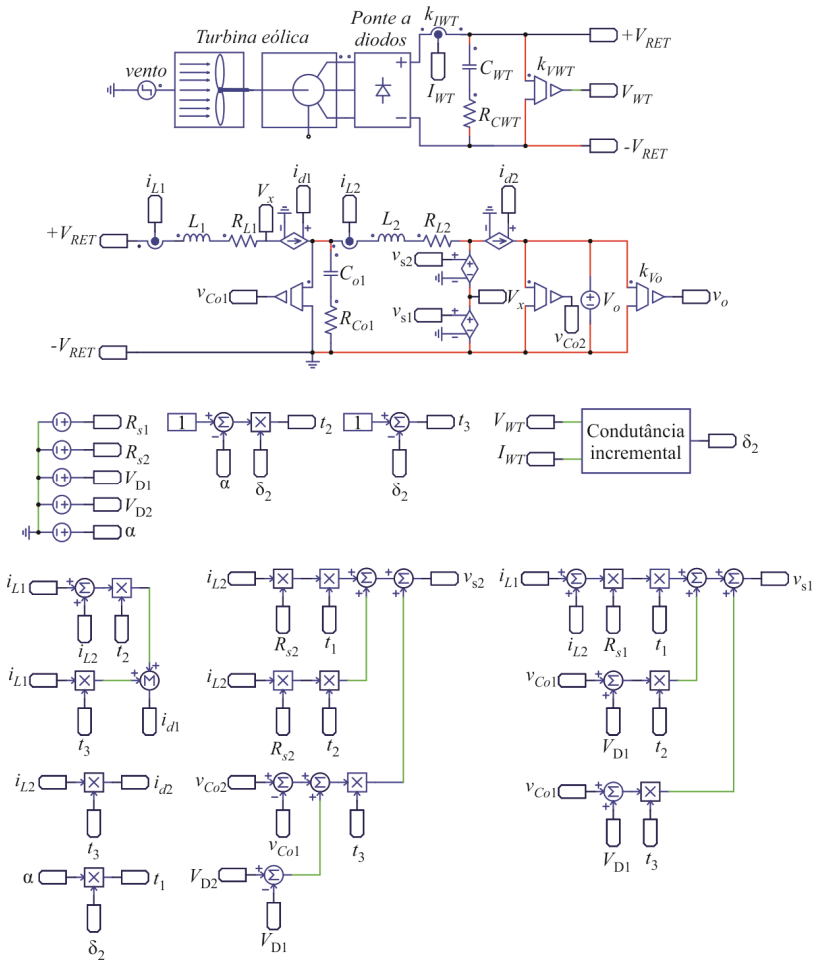 Turbina eólica
Ponte a
diodos
k_IWT
+V_RET
vento
C_WT
k_VWT
I_WT
V_WT
R_CWT
-V_RET
i_L1
V_x
i_d1
i_L2
i_d2
+V_RET
L_1
R_L1
L_2
R_L2
C_o1
v_s2
k_Vo
v_Co1
V_x
V_o
v_o
R_Co1
v_s1
v_Co2
-V_RET
R_s1
R_s2
V_D1
V_D2
α
1
Σ
×
t_2
α
δ_2
1
Σ
t_3
δ_2
V_WT
I_WT
Condutância
incremental
δ_2
i_L1
Σ
×
i_L2
t_2
i_L1
×
M
t_3
i_d1
i_L2
×
i_d2
t_3
α
×
t_1
δ_2
i_L2
×
×
Σ
Σ
v_s2
R_s2
t_1
i_L2
×
×
R_s2
t_2
v_Co2
Σ
Σ
×
v_Co1
t_3
V_D2
Σ
V_D1
i_L1
Σ
×
×
Σ
Σ
v_s1
i_L2
R_s1
t_1
v_Co1
Σ
×
V_D1
t_2
v_Co1
Σ
×
V_D1
t_3